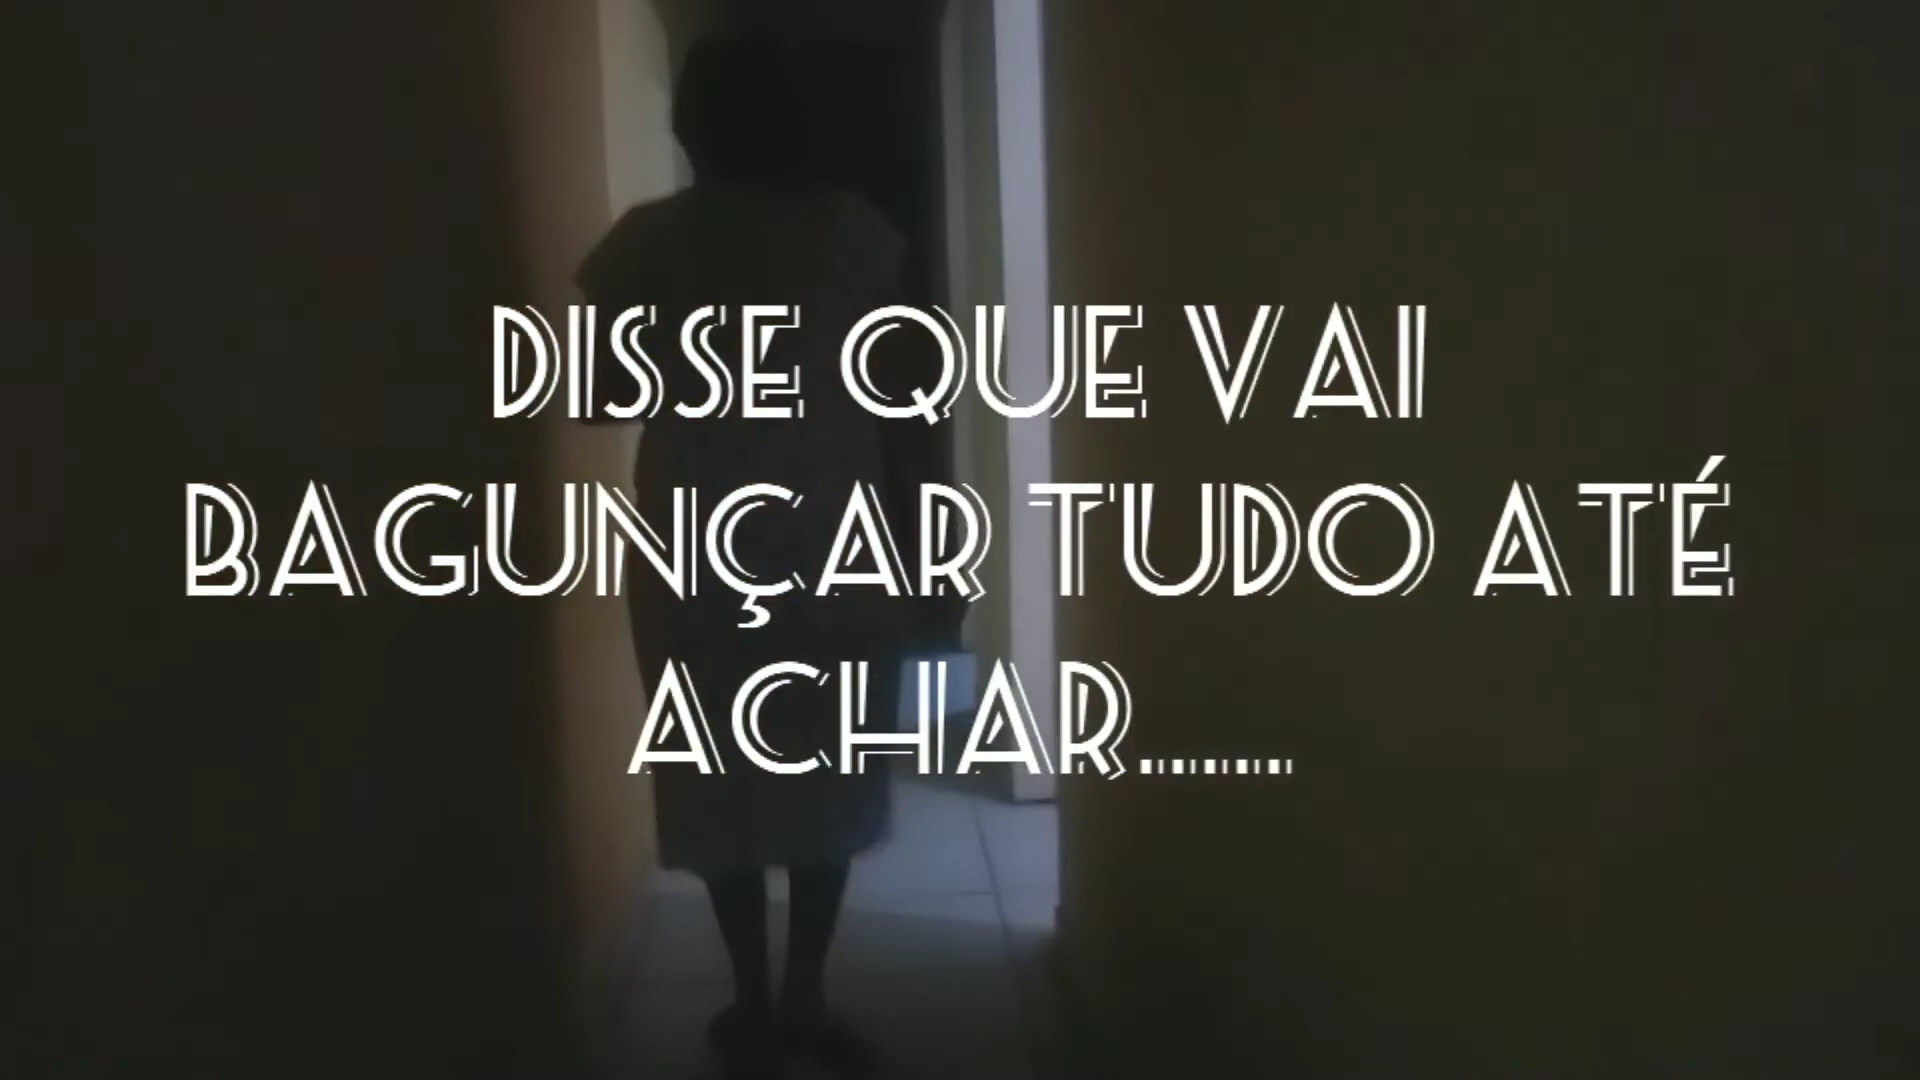 DISSE QUE VAI
BAGUNÇAR TUDO ATÉ
ACHAR.......